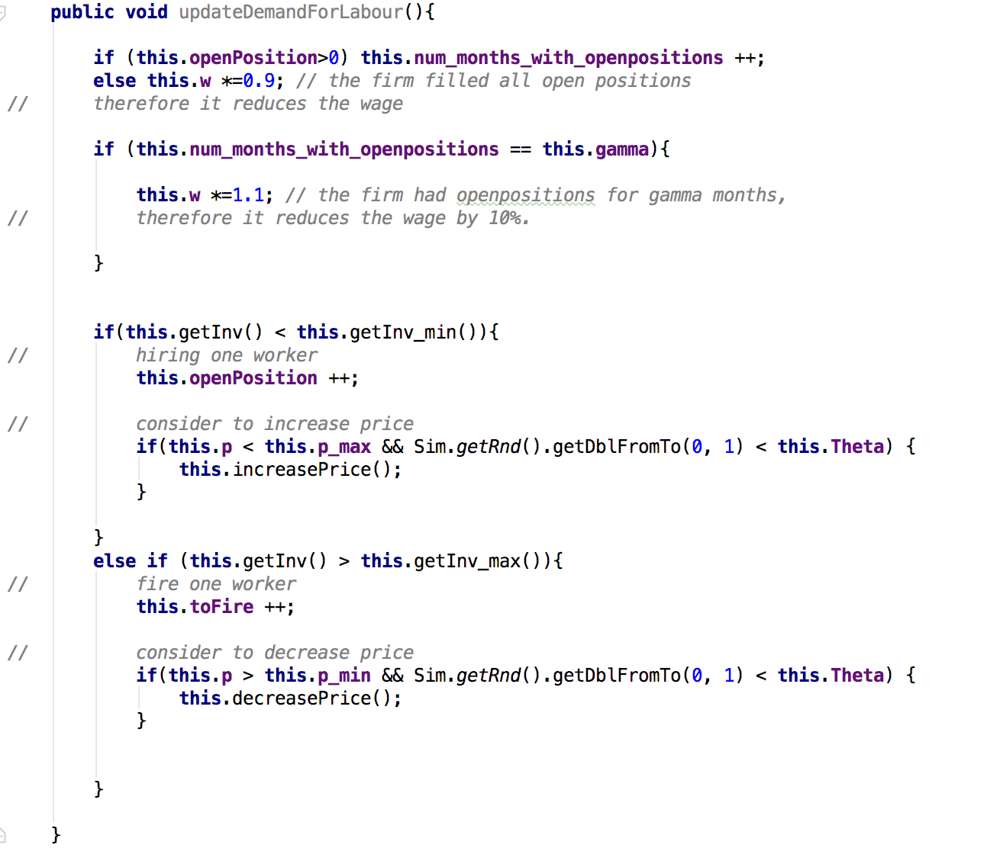 public void updateDemandForLabour(){
if (this.openPosition>0) this.num_months_with_openpositions ++;
else this.w *=0.9; // the firm filled all open positions
// therefore it reduces the wage
if (this.num_months_with_openpositions == this.gamma){
this.w *=1.1; // the firm had openpositions for gamma months,
// therefore it reduces the wage by 10%.
}
if(this.getInv() < this.getInv_min()){
// hiring one worker
this.openPosition ++;
// consider to increase price
if(this.p < this.p_max && Sim.getRnd().getDblFromTo(0, 1) < this.Theta) {
this.increasePrice();
}
}
else if (this.getInv() > this.getInv_max()){
// fire one worker
this.toFire ++;
// consider to decrease price
if(this.p > this.p_min && Sim.getRnd().getDblFromTo(0, 1) < this.Theta) {
this.decreasePrice();
}
}
}